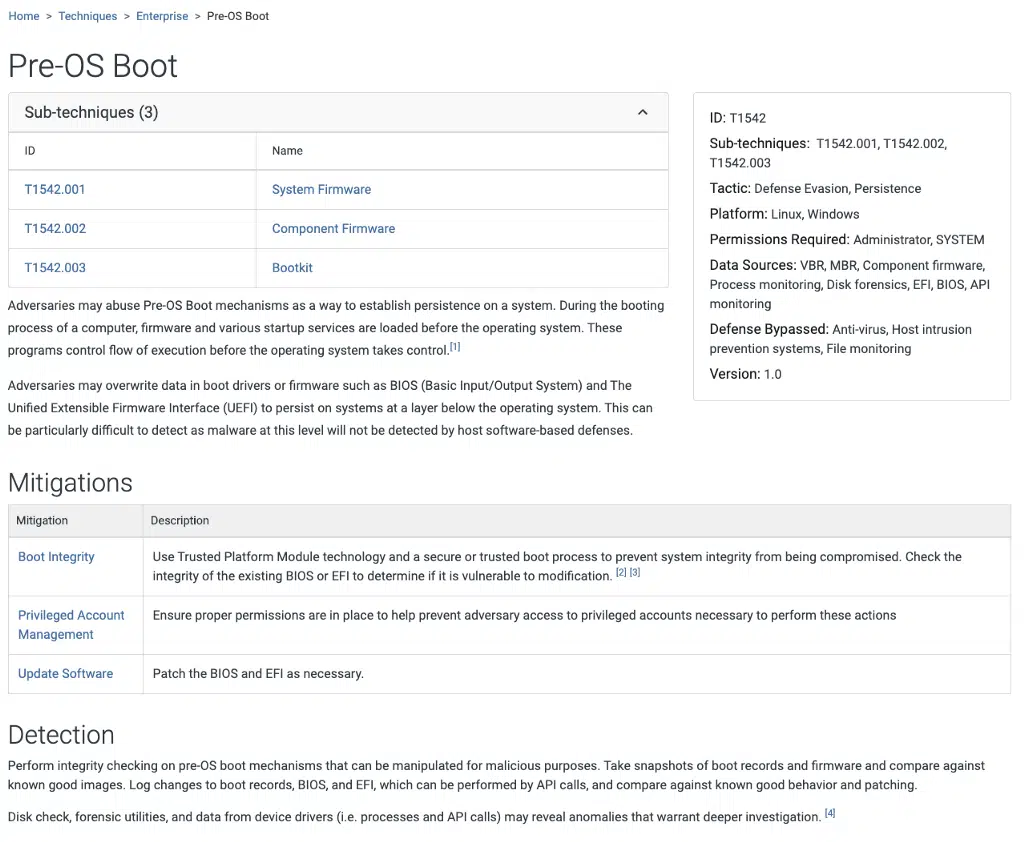 Home > Techniques > Enterprise > Pre-OS Boot
Pre-OS Boot
Sub-techniques (3)
ID Name
T1542.001 System Firmware
T1542.002 Component Firmware
T1542.003 Bootkit
ID: T1542
Sub-techniques: T1542.001, T1542.002,
T1542.003
Tactic: Defense Evasion, Persistence
Platform: Linux, Windows
Permissions Required: Administrator, SYSTEM
Data Sources: VBR, MBR, Component firmware,
Process monitoring, Disk forensics, EFI, BIOS, API
monitoring
Defense Bypassed: Anti-virus, Host intrusion
prevention systems, File monitoring
Version: 1.0
Adversaries may abuse Pre-OS Boot mechanisms as a way to establish persistence on a system. During the booting
process of a computer, firmware and various startup services are loaded before the operating system. These
programs control flow of execution before the operating system takes control.[1]
Adversaries may overwrite data in boot drivers or firmware such as BIOS (Basic Input/Output System) and The
Unified Extensible Firmware Interface (UEFI) to persist on systems at a layer below the operating system. This can
be particularly difficult to detect as malware at this level will not be detected by host software-based defenses.
Mitigations
Mitigation Description
Boot Integrity Use Trusted Platform Module technology and a secure or trusted boot process to prevent system integrity from being compromised. Check the
integrity of the existing BIOS or EFI to determine if it is vulnerable to modification. [2] [3]
Privileged Account Ensure proper permissions are in place to help prevent adversary access to privileged accounts necessary to perform these actions
Management
Update Software Patch the BIOS and EFI as necessary.
Detection
Perform integrity checking on pre-OS boot mechanisms that can be manipulated for malicious purposes. Take snapshots of boot records and firmware and compare against
known good images. Log changes to boot records, BIOS, and EFI, which can be performed by API calls, and compare against known good behavior and patching.
Disk check, forensic utilities, and data from device drivers (i.e. processes and API calls) may reveal anomalies that warrant deeper investigation. [4]